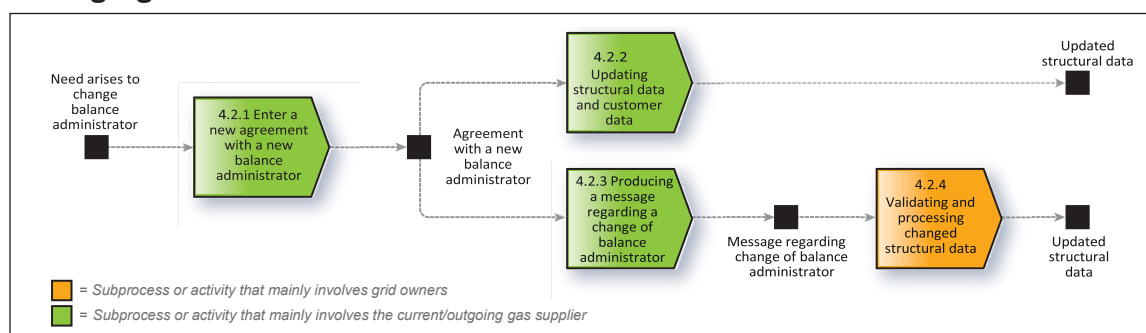 Need arises to
change
balance
administrator
4.2.1 Enter a
new agreement
with a new
balance
administrator
Agreement
with a new
balance
administrator
4.2.2
Updating
structural data
and customer
data
Updated
structural data
4.2.3 Producing
a message
regarding a
change of
balance
administrator
Message regarding
change of balance
administrator
4.2.4
Validating and
processing
changed
structural data
Updated
structural
data
= Subprocess or activity that mainly involves grid owners
= Subprocess or activity that mainly involves the current/outgoing gas supplier